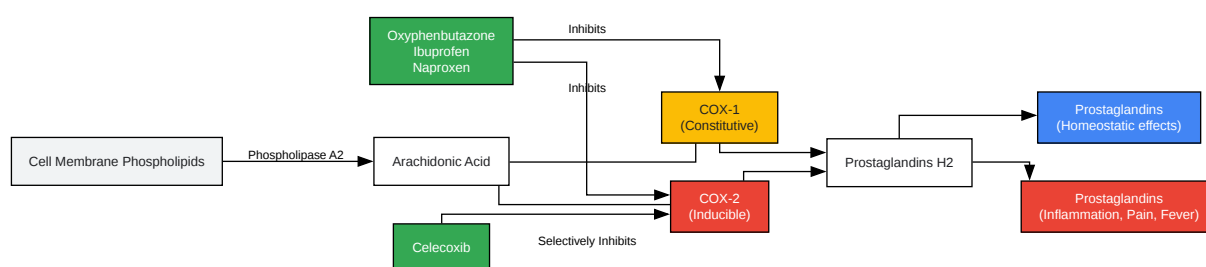 Oxyphenbutazone
Ibuprofen
Naproxen
Inhibits
Inhibits
COX-1
(Constitutive)
Prostaglandins
(Homeostatic effects)
Cell Membrane Phospholipids
Phospholipase A2
Arachidonic Acid
Prostaglandins H2
COX-2
(Inducible)
Prostaglandins
(Inflammation, Pain, Fever)
Celecoxib
Selectively Inhibits